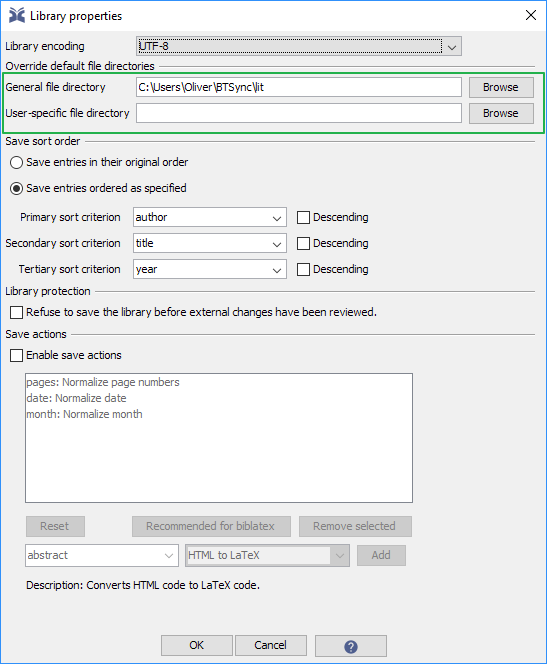 Library properties
Library encoding UTF-8
Override default file directories
General file directory C:\Users\Oliver\BTSync\lit Browse
User-specific file directory Browse
Save sort order
Save entries in their original order
Save entries ordered as specified
Primary sort criterion author Descending
Secondary sort criterion title Descending
Tertiary sort criterion year Descending
Library protection
Refuse to save the library before external changes have been reviewed.
Save actions
Enable save actions
pages: Normalize page numbers
date: Normalize date
month: Normalize month
Reset Recommended for biblatex Remove selected
abstract HTML to LaTeX Add
Description: Converts HTML code to LaTeX code.
OK Cancel ?